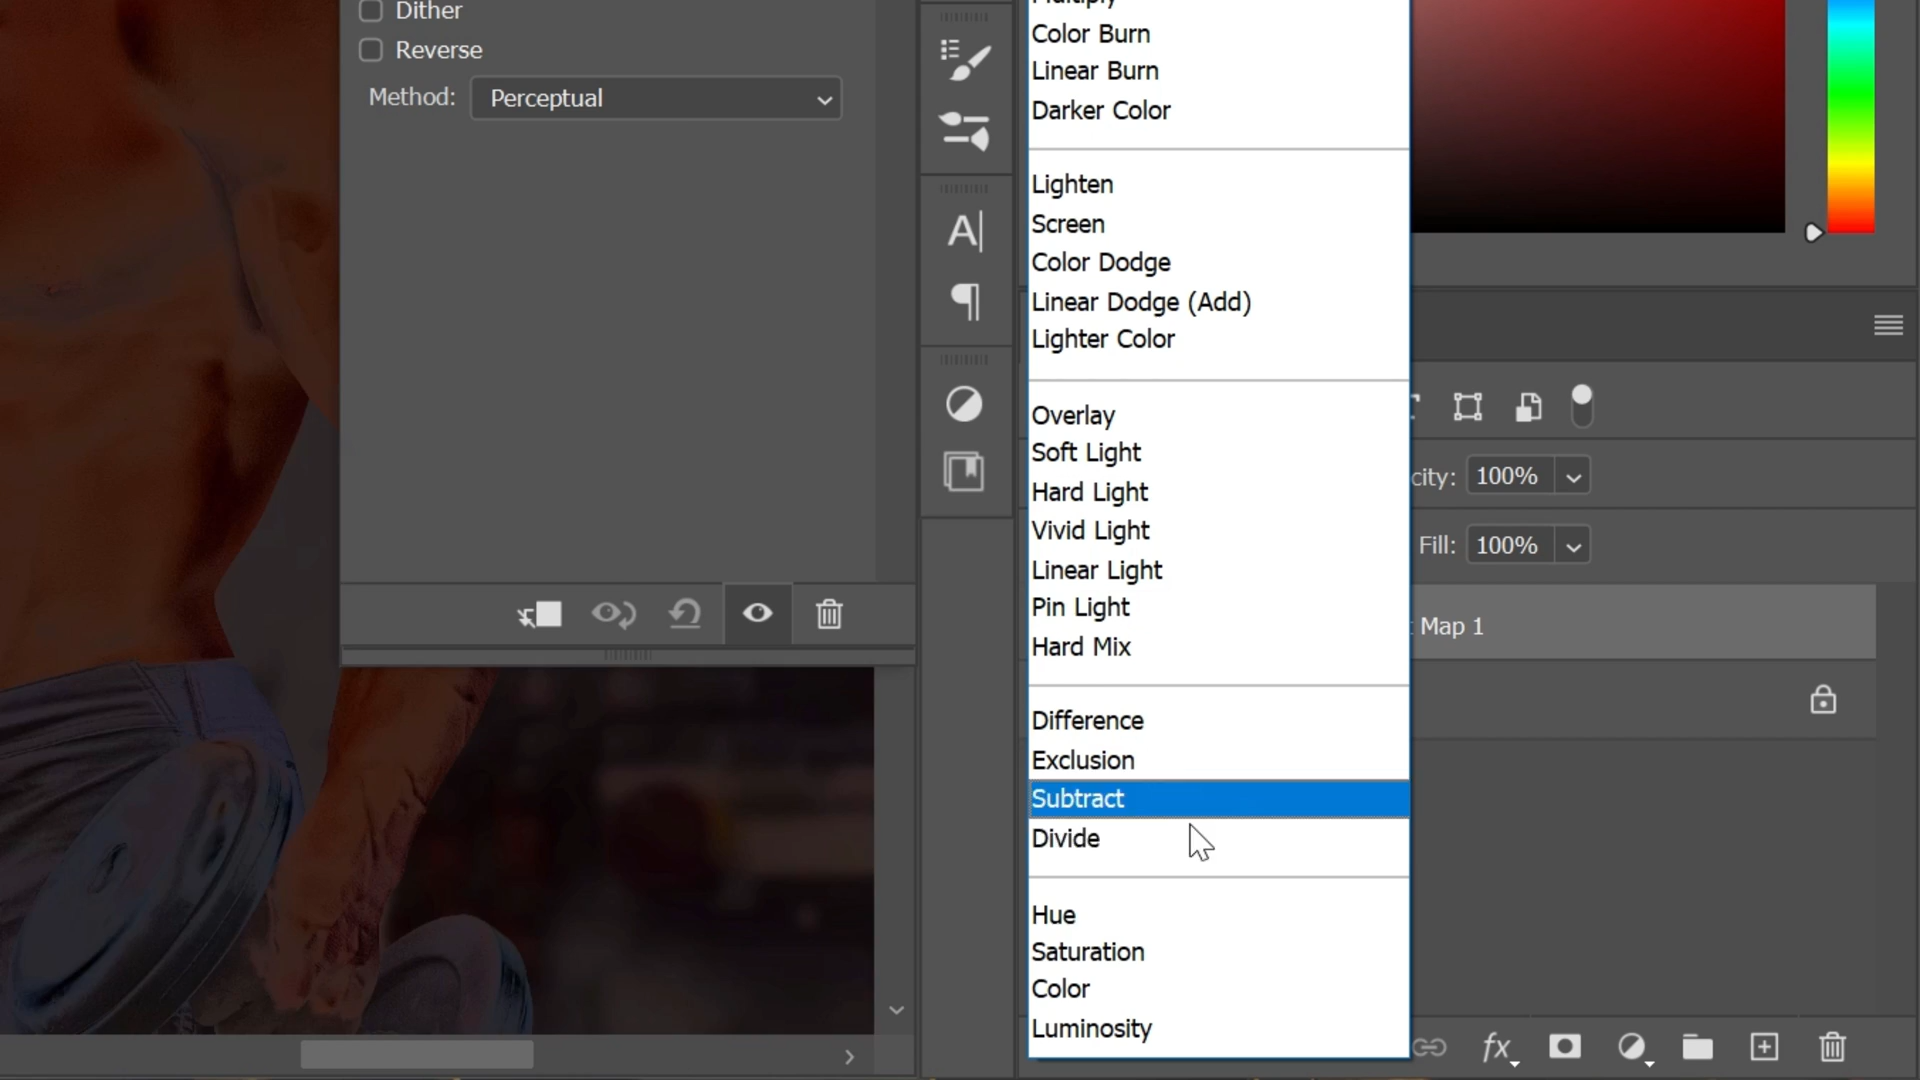 Dither
Reverse
Method: Perceptual
A
Multiply
Color Burn
Linear Burn
Darker Color
Lighten
Screen
Color Dodge
Linear Dodge (Add)
Lighter Color
Overlay
Soft Light
Hard Light
Vivid Light
Linear Light
Pin Light
Hard Mix
Difference
Exclusion
Subtract
Divide
Hue
Saturation
Color
Luminosity
city: 100%
Fill: 100%
Map 1
fx